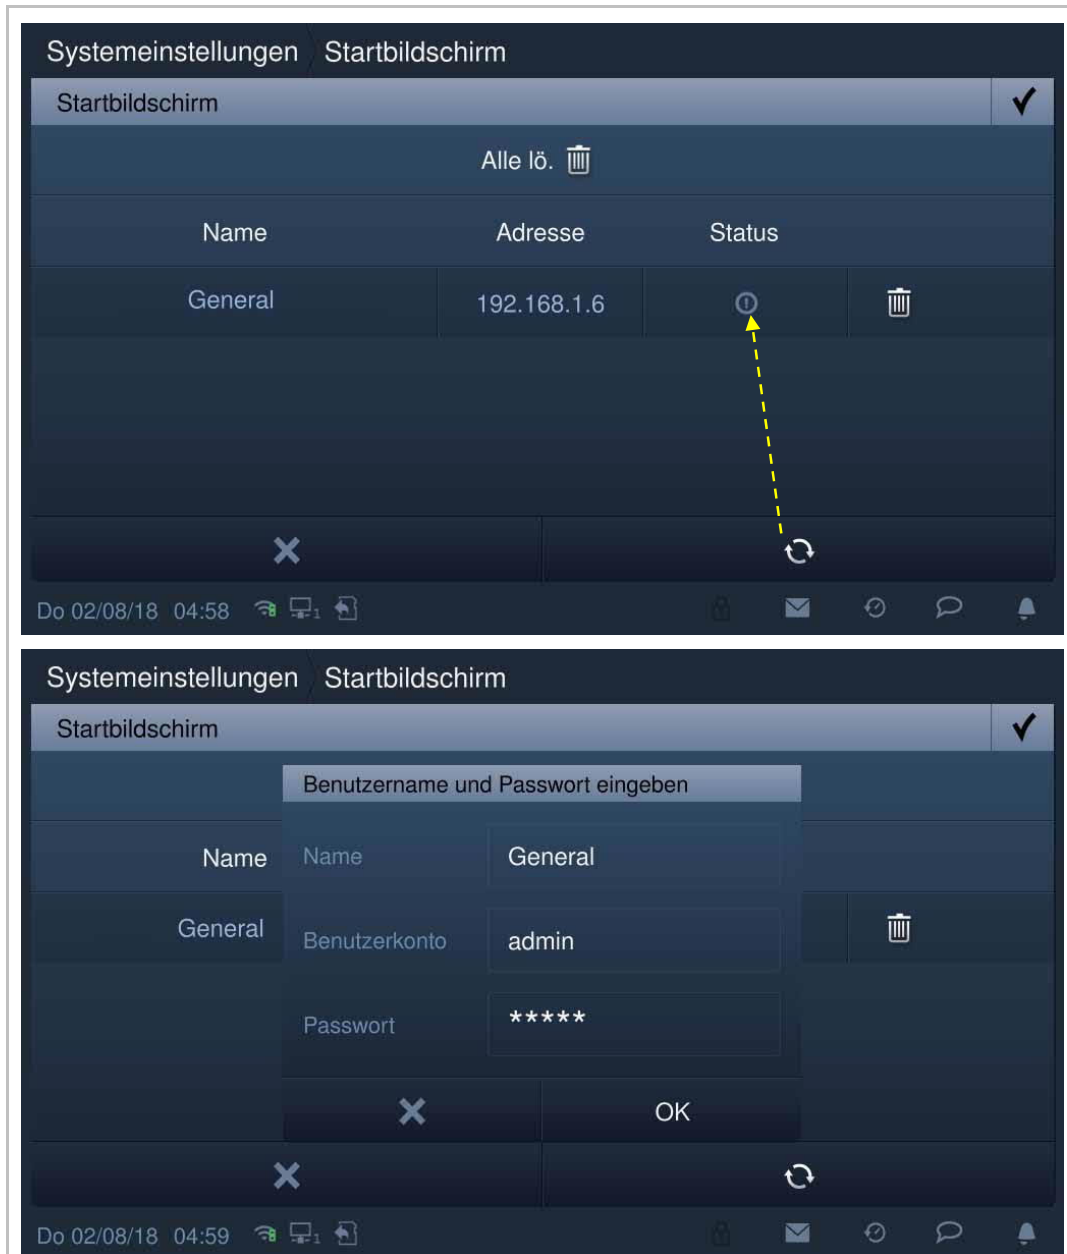 Systemeinstellungen Startbildschirm
Startbildschirm
Alle lö.
Name Adresse Status
General 192.168.1.6
Do 02/08/18 04:58 1
Systemeinstellungen Startbildschirm
Startbildschirm
Benutzername und Passwort eingeben
Name Name General
General Benutzerkonto admin
Passwort *****
OK
Do 02/08/18 04:59 1